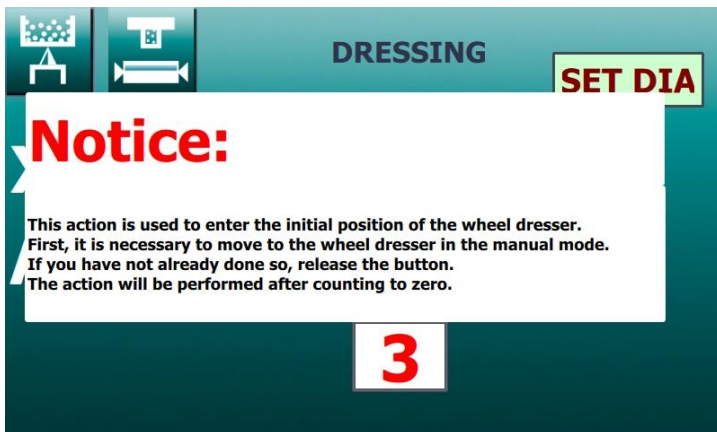 DRESSING
SET DIA
Notice:
This action is used to enter the initial position of the wheel dresser.
First, it is necessary to move to the wheel dresser in the manual mode.
If you have not already done so, release the button.
The action will be performed after counting to zero.
3